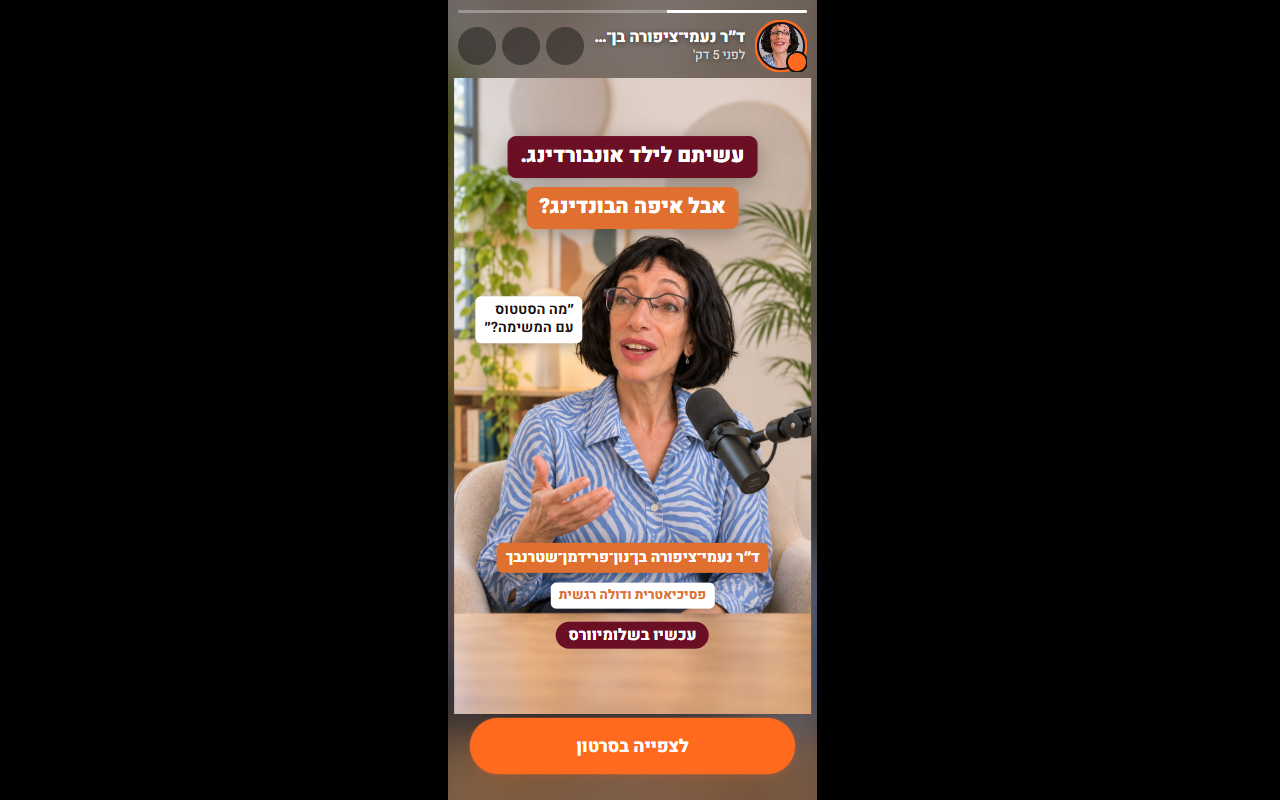 ד״ר נעמי־ציפורה בן־...
לפני 5 דק'
עשיתם לילד אונבורדינג.
אבל איפה הבונדינג?
״מה הסטטוס
עם המשימה?״
ד״ר נעמי־ציפורה בן־נון־פרידמן־שטרנבך
פסיכיאטרית ודולה רגשית
עכשיו בשלומיוורס
לצפייה בסרטון